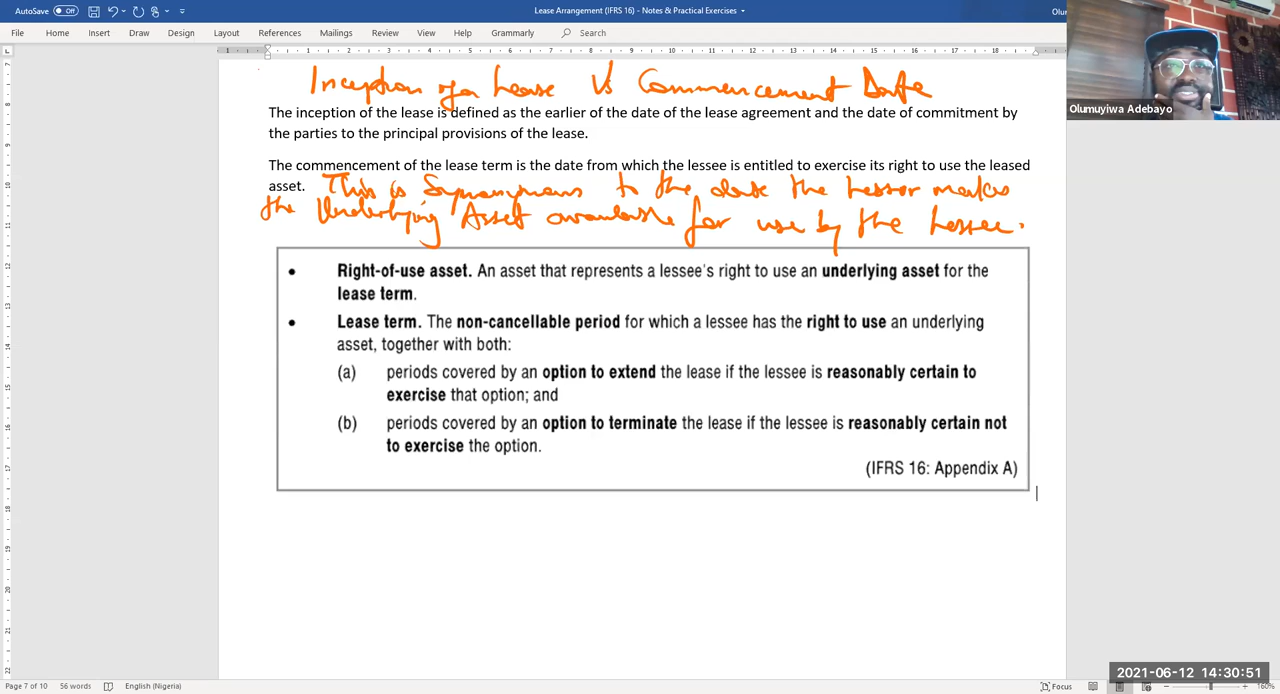 AutoSave Off
Lease Arrangement (IFRS 16) - Notes & Practical Exercises
File Home Insert Draw Design Layout References Mailings Review View Help Grammarly Search
Olumuyiwa Adebayo
Inception of a Lease Vs Commencement Date
The inception of the lease is defined as the earlier of the date of the lease agreement and the date of commitment by
the parties to the principal provisions of the lease.
The commencement of the lease term is the date from which the lessee is entitled to exercise its right to use the leased
asset. This is Synonymous to the date the Lessor makes
the Underlying Asset available for use by the Lessee.
• Right-of-use asset. An asset that represents a lessee's right to use an underlying asset for the
lease term.
• Lease term. The non-cancellable period for which a lessee has the right to use an underlying
asset, together with both:
(a) periods covered by an option to extend the lease if the lessee is reasonably certain to
exercise that option; and
(b) periods covered by an option to terminate the lease if the lessee is reasonably certain not
to exercise the option.
(IFRS 16: Appendix A)
2021-06-12 14:30:51
Page 7 of 10 56 words English (Nigeria) Focus 160%